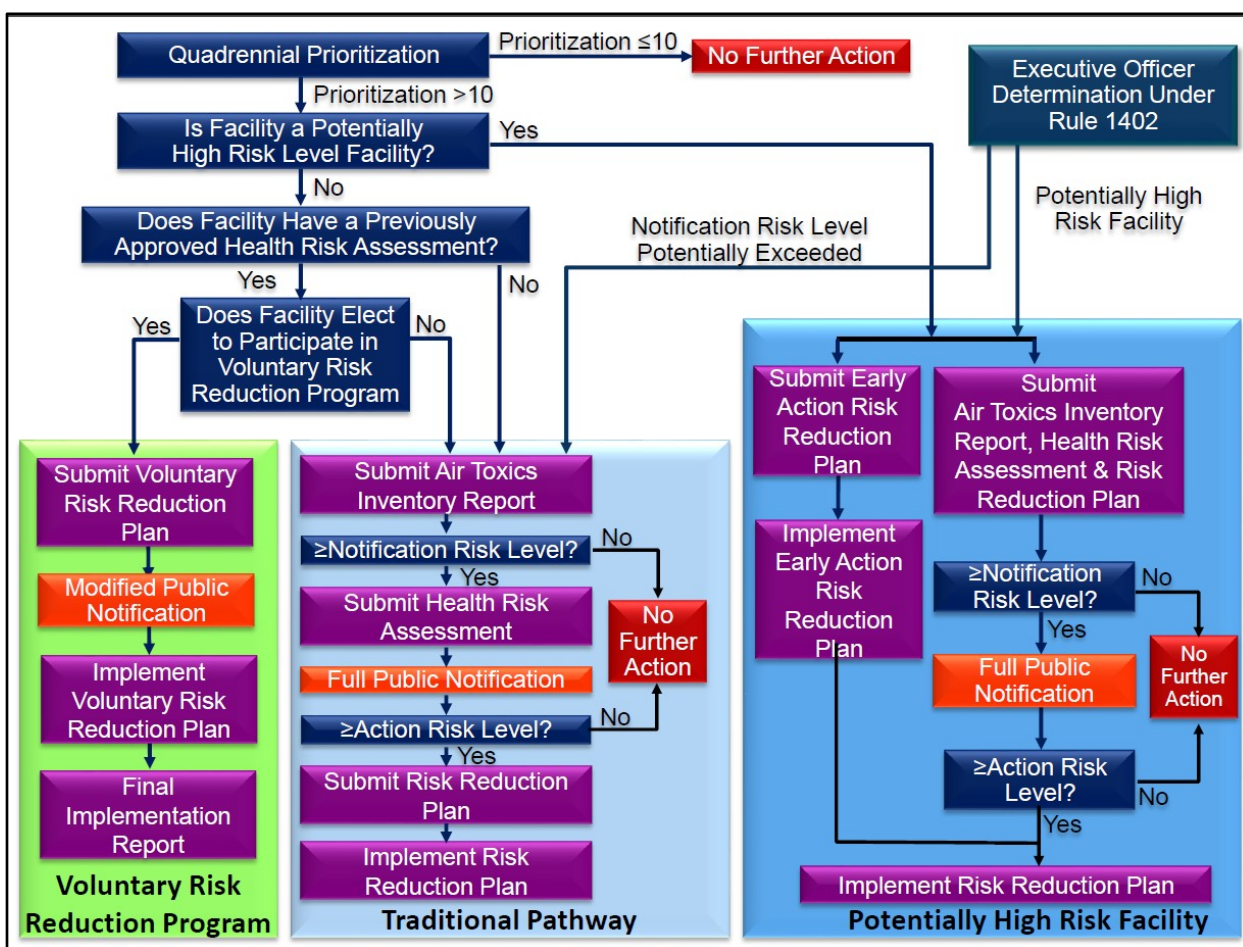 Quadrennial Prioritization
Prioritization ≤10
No Further Action
Prioritization >10
Executive Officer
Determination Under
Rule 1402
Is Facility a Potentially
High Risk Level Facility?
Yes
No
Does Facility Have a Previously
Approved Health Risk Assessment?
Notification Risk Level
Potentially Exceeded
Potentially High
Risk Facility
Yes
No
Does Facility Elect
to Participate in
Voluntary Risk
Reduction Program
Yes
No
Submit Voluntary
Risk Reduction
Plan
Modified Public
Notification
Implement
Voluntary Risk
Reduction Plan
Final
Implementation
Report
Voluntary Risk
Reduction Program
Submit Air Toxics
Inventory Report
≥Notification Risk Level?
No
Yes
Submit Health Risk
Assessment
Full Public Notification
No
Further
Action
≥Action Risk Level?
No
Yes
Submit Risk Reduction
Plan
Implement Risk
Reduction Plan
Traditional Pathway
Submit Early
Action Risk
Reduction
Plan
Implement
Early Action
Risk
Reduction
Plan
Submit
Air Toxics Inventory
Report, Health Risk
Assessment & Risk
Reduction Plan
≥Notification
Risk Level?
No
Yes
Full Public
Notification
No
Further
Action
≥Action Risk
Level?
No
Yes
Implement Risk Reduction Plan
Potentially High Risk Facility